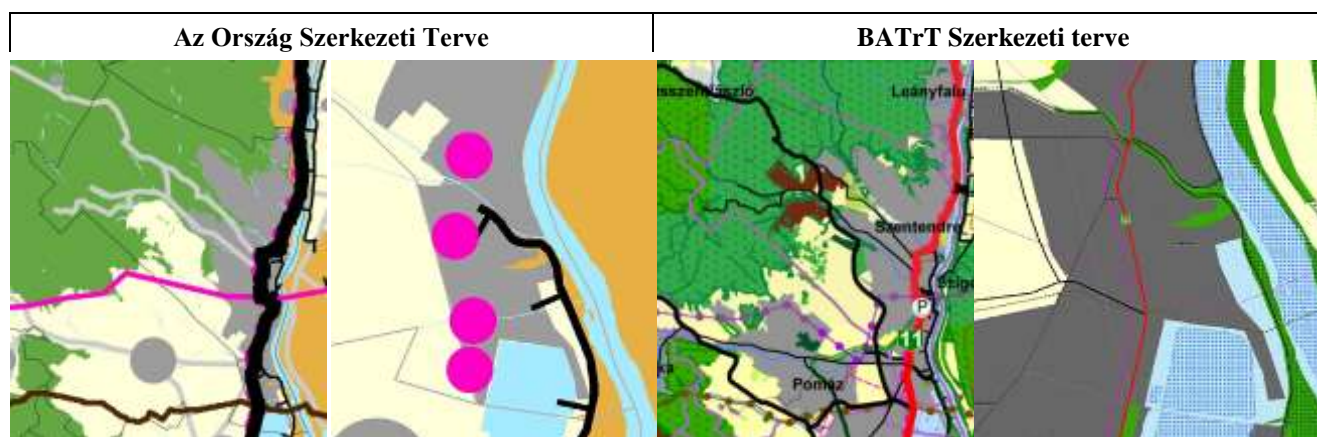 Az Ország Szerkezeti Terve
BATrT Szerkezeti terve
Leányfalu
Szentendre
P
11
Pomáz